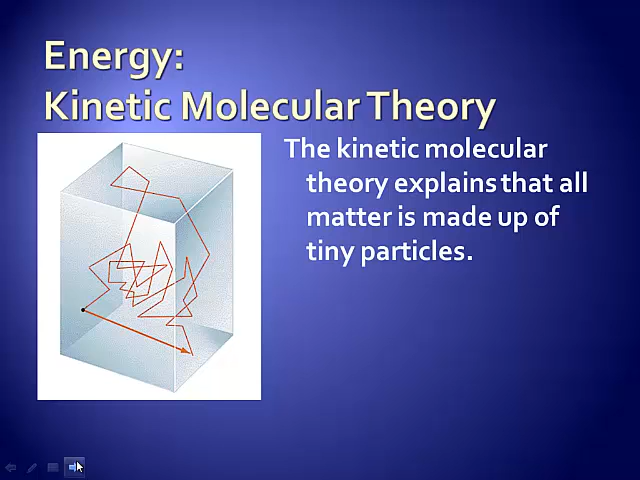 Energy:
Kinetic Molecular Theory
The kinetic molecular
theory explains that all
matter is made up of
tiny particles.